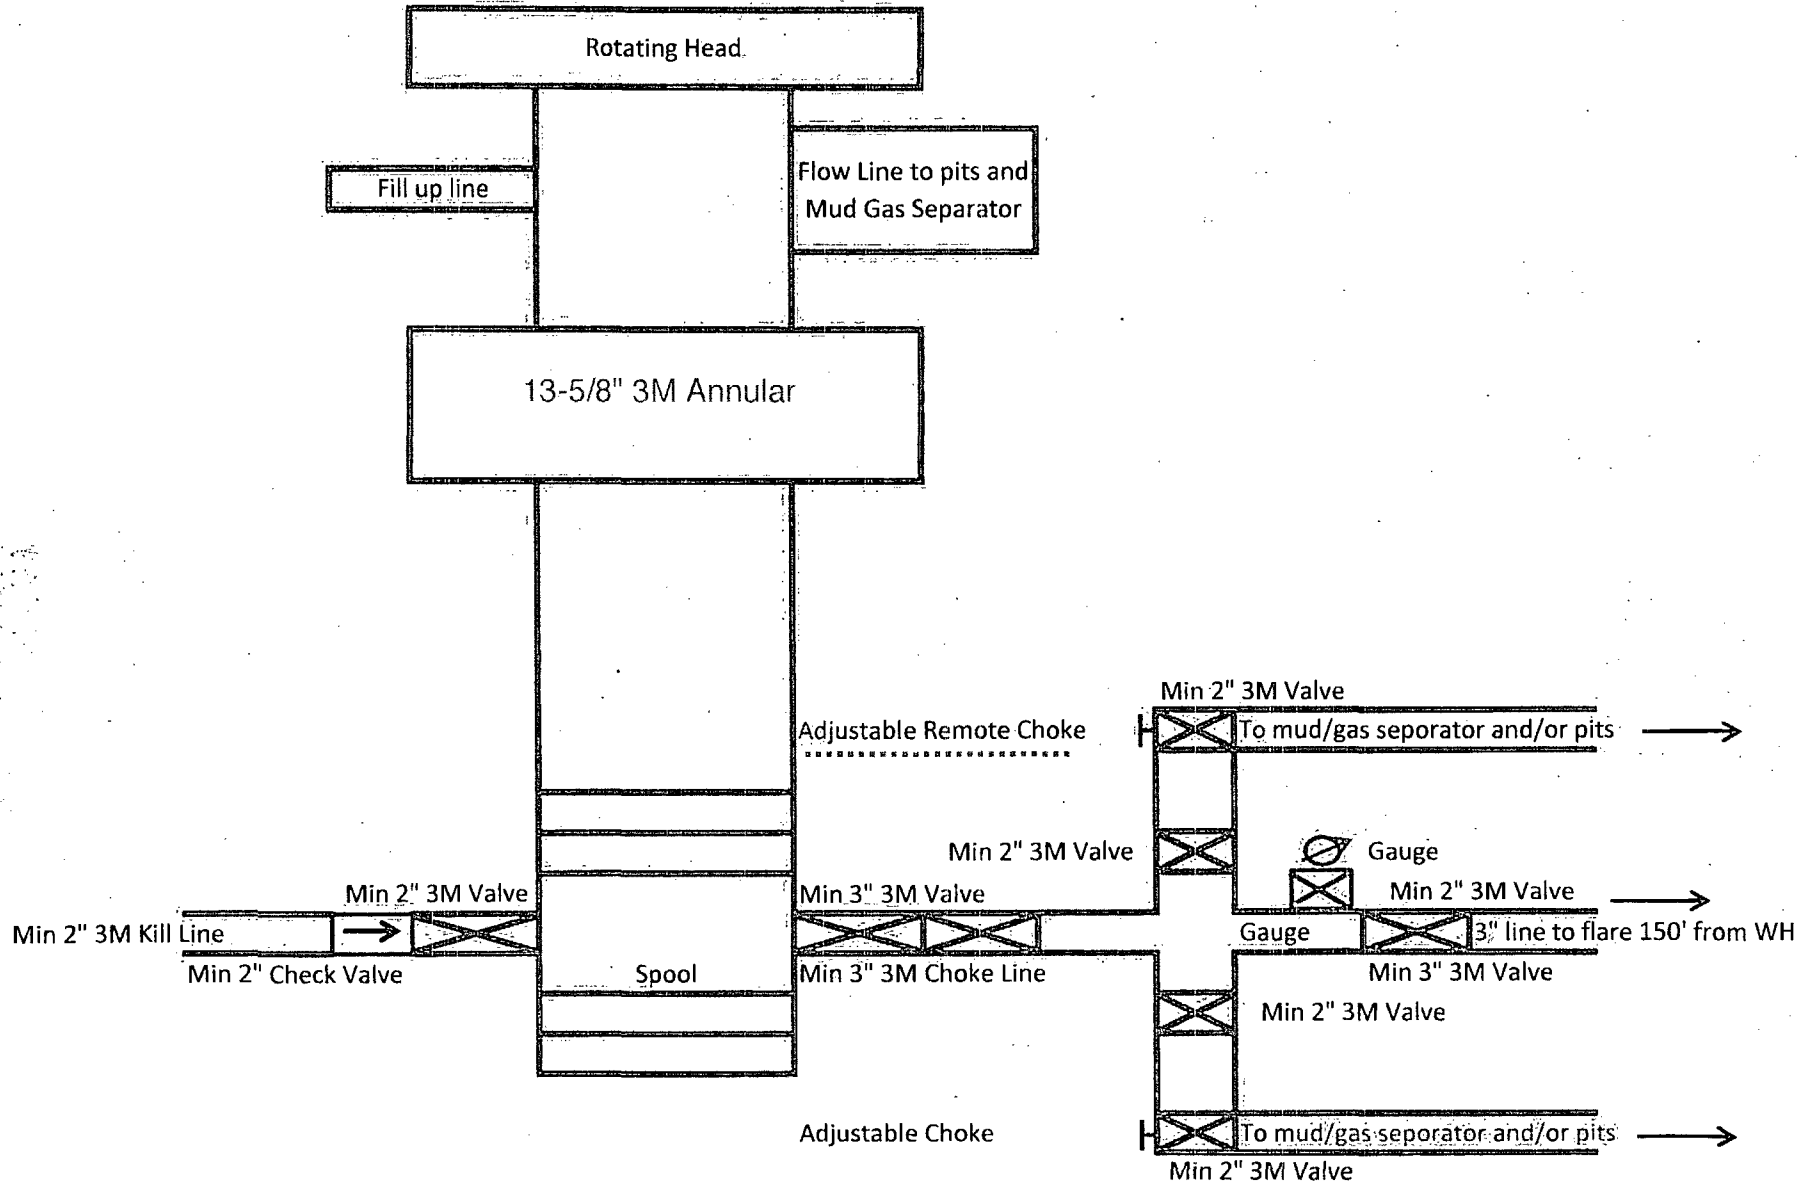 Rotating Head
Fill up line
Flow Line to pits and
Mud Gas Separator
13-5/8" 3M Annular
Min 2" 3M Valve
Adjustable Remote Choke
To mud/gas seporator and/or pits
Min 2" 3M Valve
Gauge
Min 2" 3M Valve
Min 3" 3M Valve
Min 2" 3M Valve
Min 2" 3M Kill Line
Gauge
3" line to flare 150' from WH
Min 2" Check Valve
Spool
Min 3" 3M Choke Line
Min 3" 3M Valve
Min 2" 3M Valve
Adjustable Choke
To mud/gas seporator and/or pits
Min 2" 3M Valve